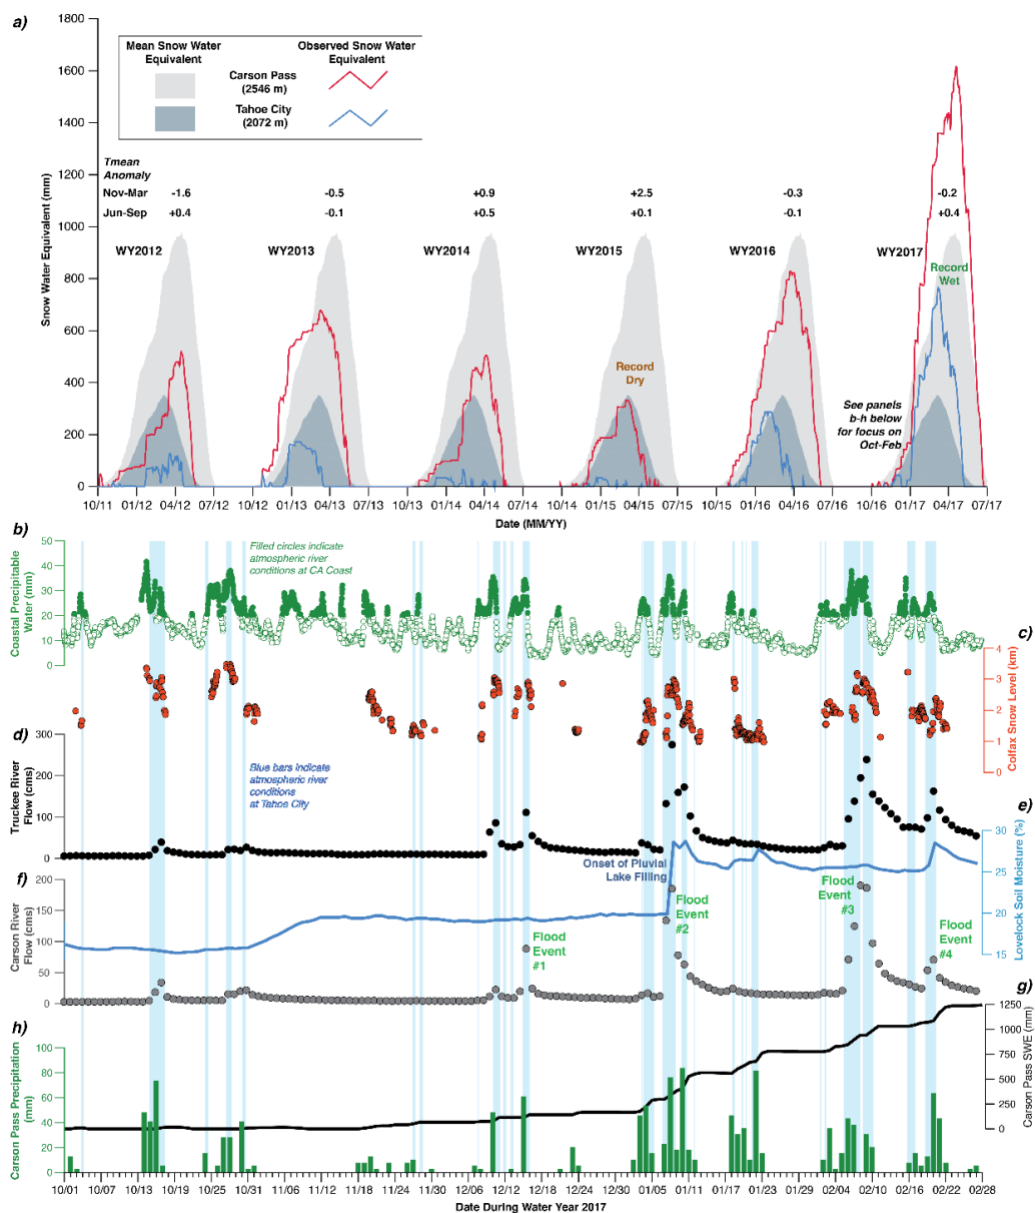 a)
1800
1600
1400
1200
1000
800
600
400
200
0
Snow Water Equivalent (mm)
Mean Snow Water
Equivalent
Observed Snow Water
Equivalent
Carson Pass
(2546 m)
Tahoe City
(2072 m)
Tmean
Anomaly
Nov-Mar -1.6 -0.5 +0.9 +2.5 -0.3 -0.2
Jun-Sep +0.4 -0.1 +0.5 +0.1 -0.1 +0.4
WY2012 WY2013 WY2014 WY2015 WY2016 WY2017
Record
Wet
Record
Dry
See panels
b-h below
for focus on
Oct-Feb
10/11 01/12 04/12 07/12 10/12 01/13 04/13 07/13 10/13 01/14 04/14 07/14 10/14 01/15 04/15 07/15 10/15 01/16 04/16 07/16 10/16 01/17 04/17 07/17
Date (MM/YY)
b)
50
40
30
20
10
0
Coastal Precipitable
Water (mm)
Filled circles indicate
atmospheric river
conditions at CA Coast
c)
4
3
2
1
0
Colfax Snow Level (km)
d)
300
200
100
0
Truckee River
Flow (cms)
Blue bars indicate
atmospheric river
conditions
at Tahoe City
e)
30
25
20
15
Lovelock Soil Moisture (%)
Onset of Pluvial
Lake Filling
f)
200
150
100
50
0
Carson River
Flow (cms)
Flood
Event
#1
Flood
Event
#2
Flood
Event
#3
Flood
Event
#4
g)
1250
1000
750
500
250
0
Carson Pass SWE (mm)
h)
100
80
60
40
20
0
Carson Pass Precipitation
(mm)
10/01 10/07 10/13 10/19 10/25 10/31 11/06 11/12 11/18 11/24 11/30 12/06 12/12 12/18 12/24 12/30 01/05 01/11 01/17 01/23 01/29 02/04 02/10 02/16 02/22 02/28
Date During Water Year 2017